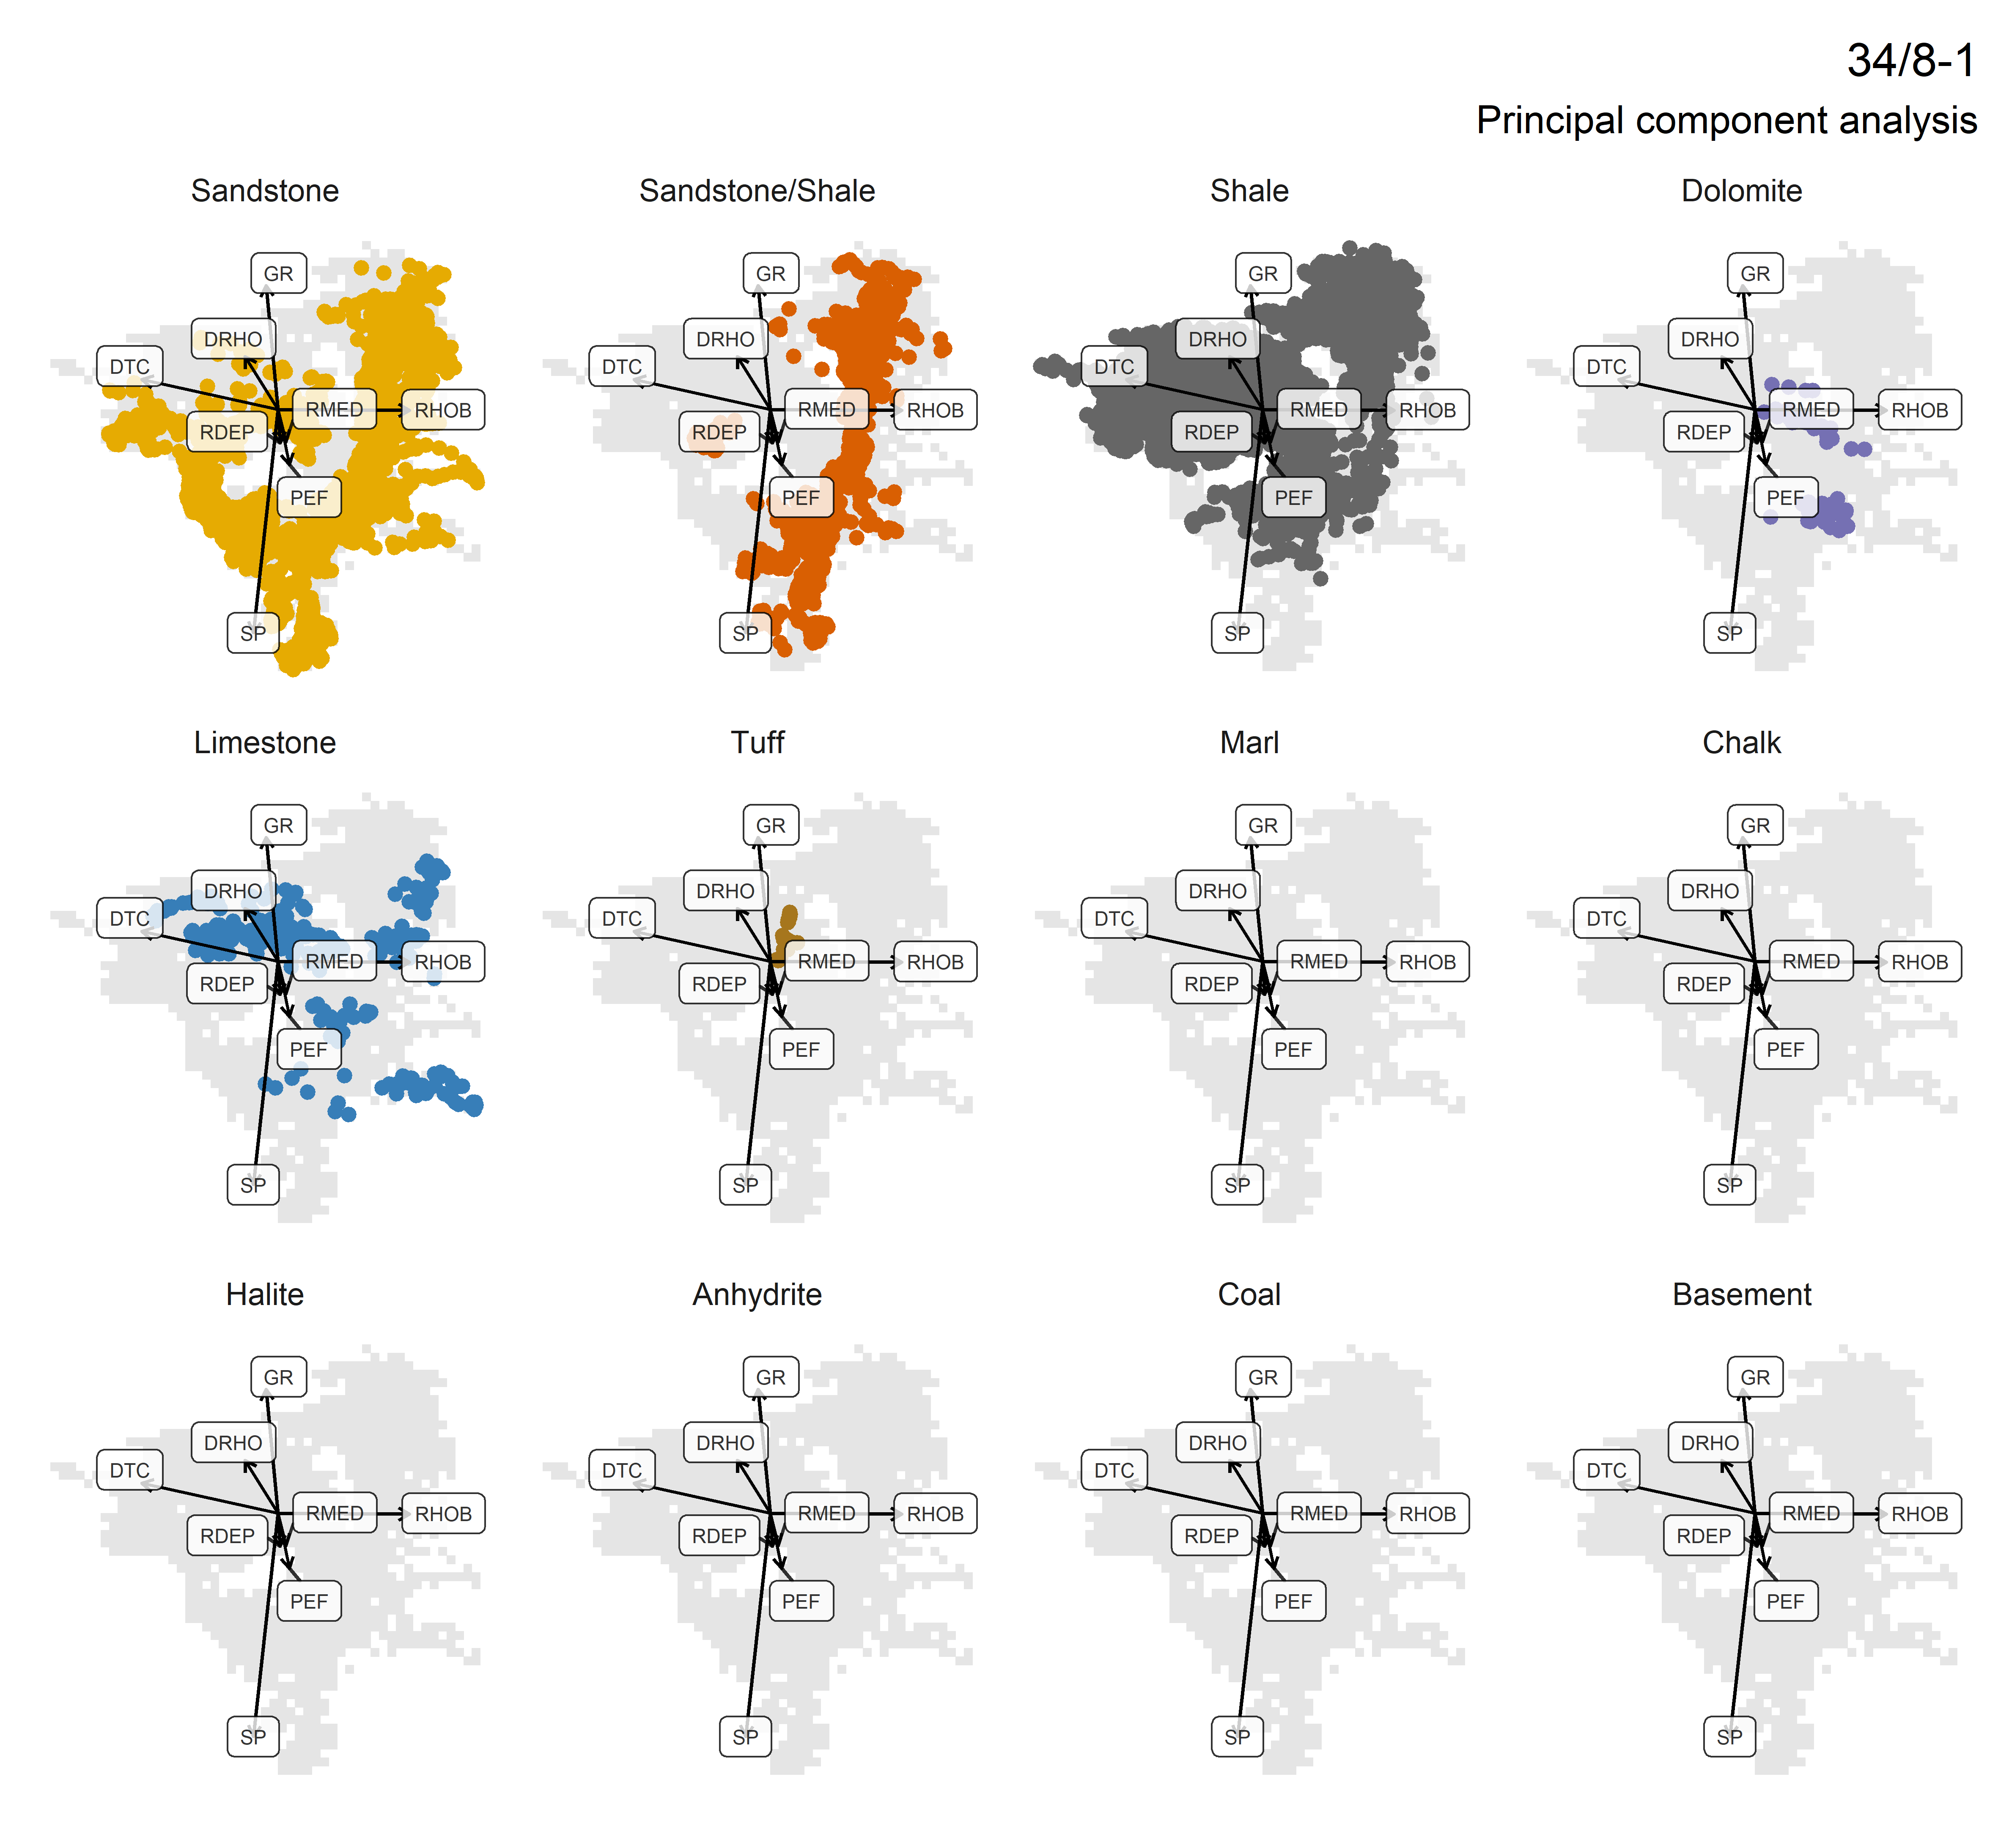 34/8-1
Principal component analysis
Sandstone
Sandstone/Shale
Shale
Dolomite
GR
DRHO
DTC
RMED
RHOB
RDEP
PEF
SP
GR
DRHO
DTC
RMED
RHOB
RDEP
PEF
SP
GR
DRHO
DTC
RMED
RHOB
RDEP
PEF
SP
GR
DRHO
DTC
RMED
RHOB
RDEP
PEF
SP
Limestone
Tuff
Marl
Chalk
GR
DRHO
DTC
RMED
RHOB
RDEP
PEF
SP
GR
DRHO
DTC
RMED
RHOB
RDEP
PEF
SP
GR
DRHO
DTC
RMED
RHOB
RDEP
PEF
SP
GR
DRHO
DTC
RMED
RHOB
RDEP
PEF
SP
Halite
Anhydrite
Coal
Basement
GR
DRHO
DTC
RMED
RHOB
RDEP
PEF
SP
GR
DRHO
DTC
RMED
RHOB
RDEP
PEF
SP
GR
DRHO
DTC
RMED
RHOB
RDEP
PEF
SP
GR
DRHO
DTC
RMED
RHOB
RDEP
PEF
SP